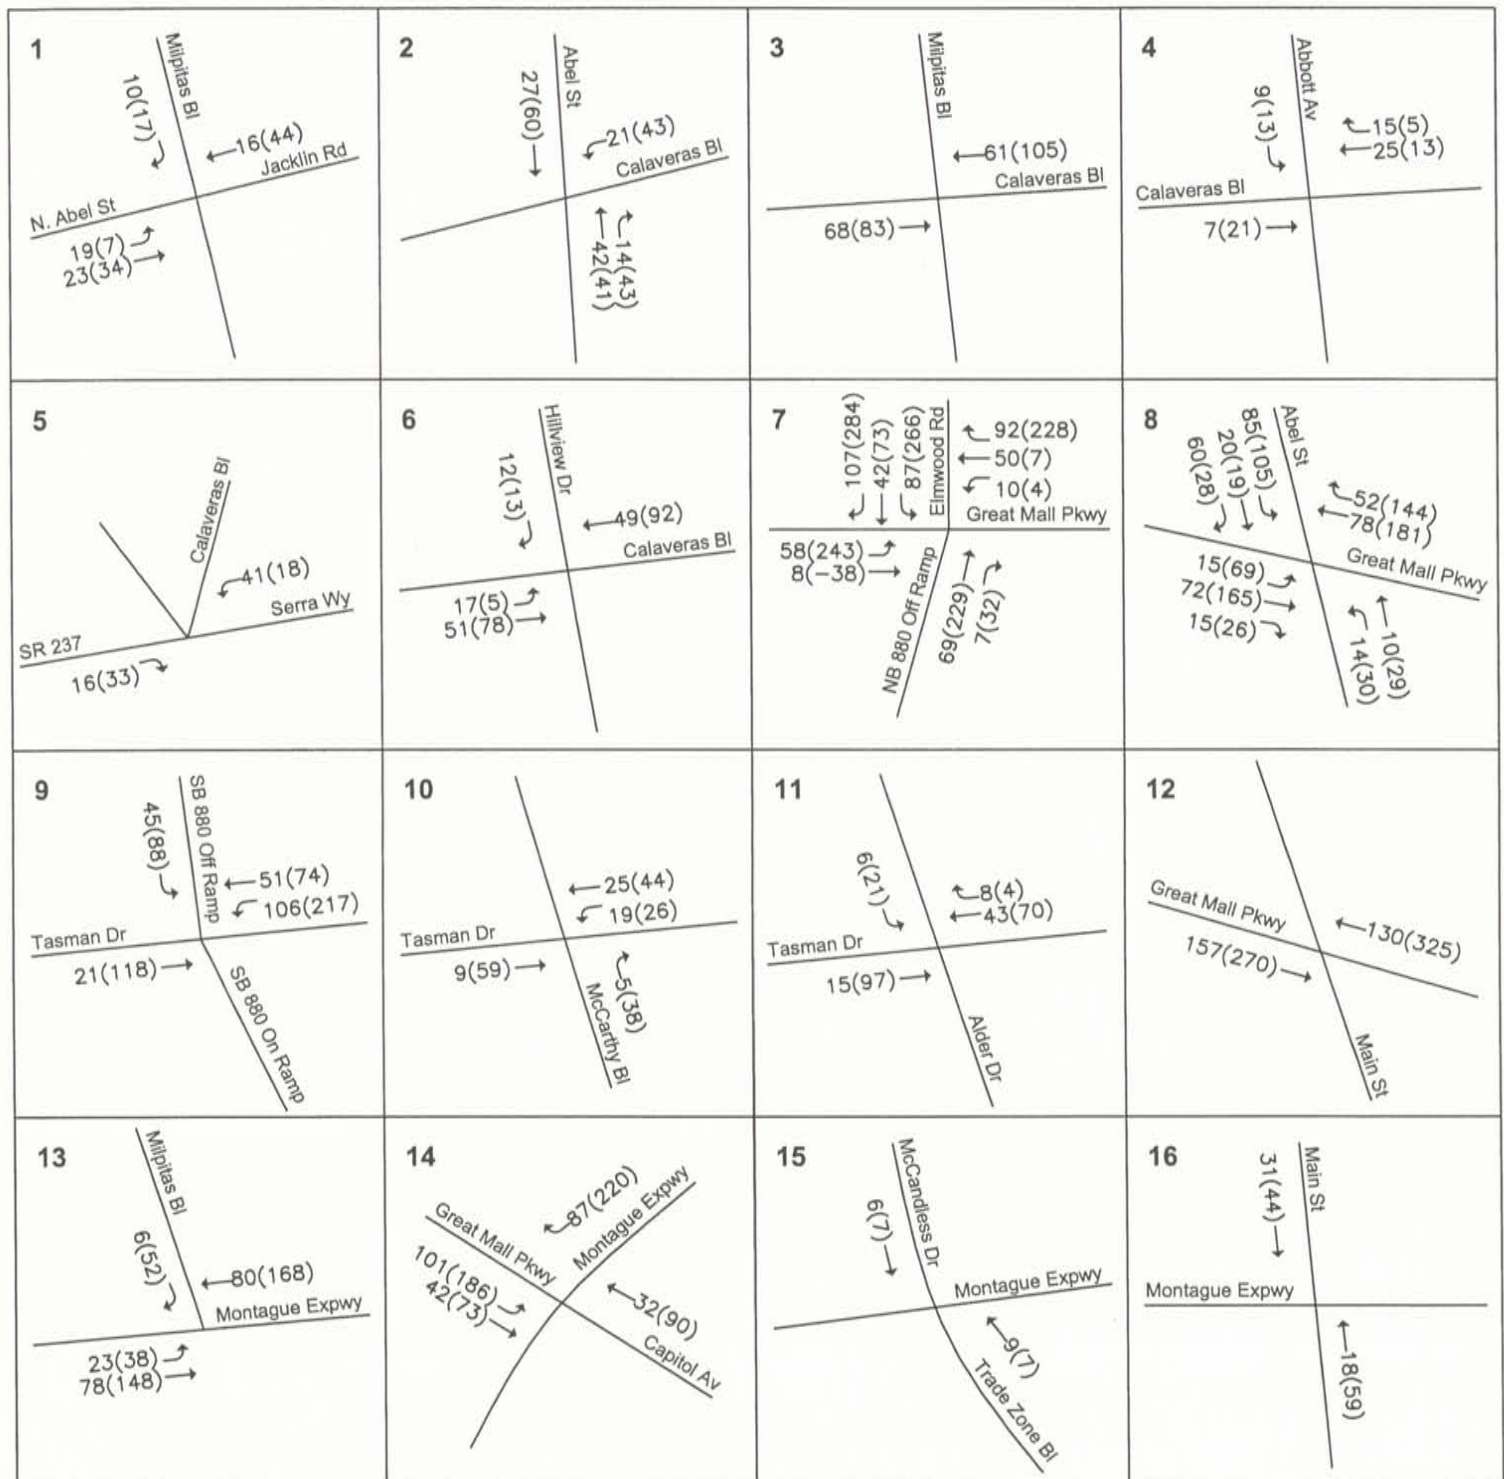 1
Milpitas Bl
10(17)
16(44)
Jacklin Rd
N. Abel St
19(7)
23(34)
2
Abel St
27(60)
21(43)
Calaveras Bl
42(41)
14(43)
3
Milpitas Bl
61(105)
Calaveras Bl
68(83)
4
Abbott Av
9(13)
15(5)
25(13)
Calaveras Bl
7(21)
5
Calaveras Bl
41(18)
Serra Wy
SR 237
16(33)
6
Hillview Dr
12(13)
49(92)
Calaveras Bl
17(5)
51(78)
7
107(284)
42(73)
87(266)
Elmwood Rd
92(228)
50(7)
10(4)
Great Mall Pkwy
58(243)
8(-38)
NB 880 Off Ramp
69(229)
7(32)
8
60(28)
20(19)
85(105)
Abel St
52(144)
78(181)
Great Mall Pkwy
15(69)
72(165)
15(26)
14(30)
10(29)
9
45(88)
SB 880 Off Ramp
51(74)
106(217)
Tasman Dr
21(118)
SB 880 On Ramp
10
25(44)
19(26)
Tasman Dr
9(59)
5(38)
McCarthy Bl
11
6(21)
8(4)
43(70)
Tasman Dr
15(97)
Alder Dr
12
Great Mall Pkwy
130(325)
157(270)
Main St
13
Milpitas Bl
6(52)
80(168)
Montague Expwy
23(38)
78(148)
14
87(220)
Montague Expwy
Great Mall Pkwy
101(186)
42(73)
32(90)
Capitol Av
15
McCandless Dr
6(7)
Montague Expwy
9(7)
Trade Zone Bl
16
Main St
31(44)
Montague Expwy
18(59)